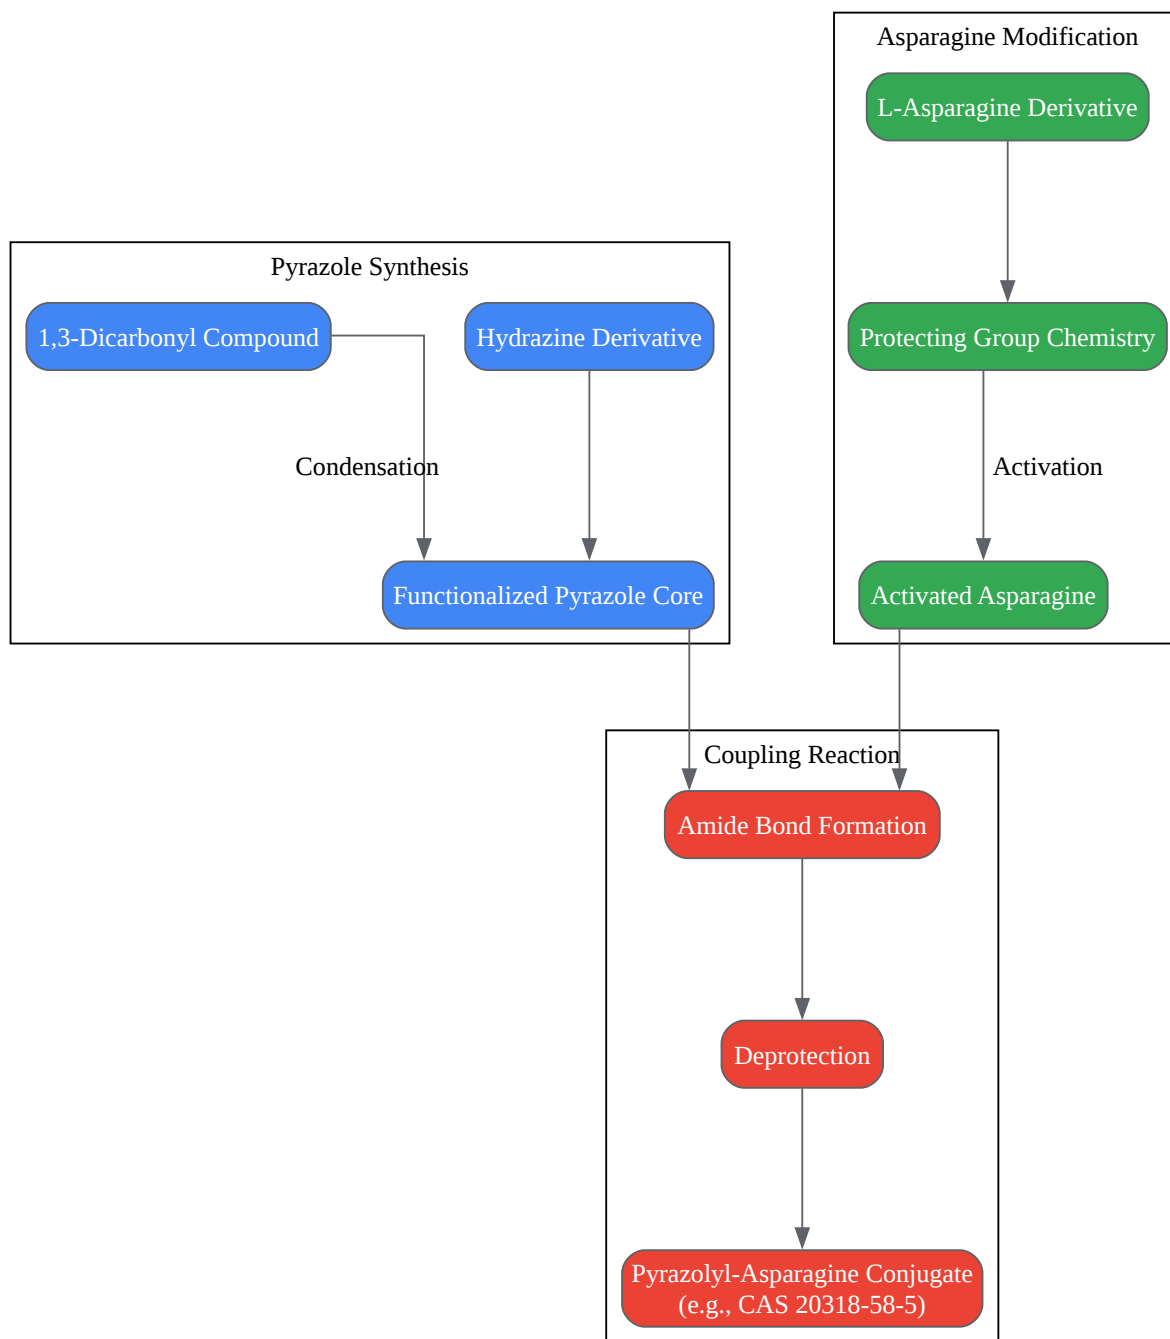 Asparagine Modification
L-Asparagine Derivative
Pyrazole Synthesis
1,3-Dicarbonyl Compound
Hydrazine Derivative
Protecting Group Chemistry
Condensation
Activation
Functionalized Pyrazole Core
Activated Asparagine
Coupling Reaction
Amide Bond Formation
Deprotection
Pyrazolyl-Asparagine Conjugate
(e.g., CAS 20318-58-5)